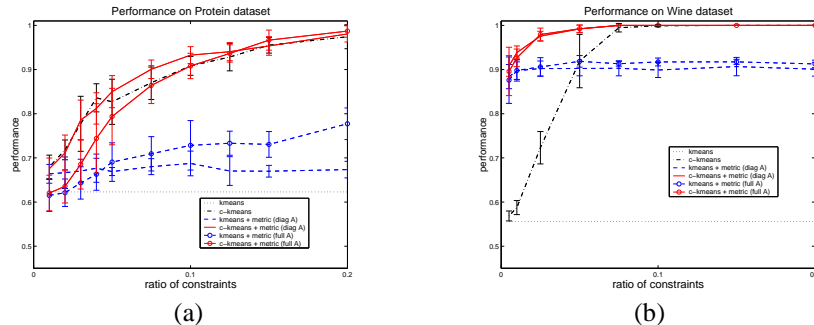 Performance on Protein dataset
1
0.9
0.8
0.7
0.6
0.5
performance
kmeans
c−kmeans
kmeans + metric (diag A)
c−kmeans + metric (diag A)
kmeans + metric (full A)
c−kmeans + metric (full A)
0
0.1
0.2
ratio of constraints
(a)
Performance on Wine dataset
1
0.9
0.8
0.7
0.6
0.5
performance
kmeans
c−kmeans
kmeans + metric (diag A)
c−kmeans + metric (diag A)
kmeans + metric (full A)
c−kmeans + metric (full A)
0
0.1
ratio of constraints
(b)